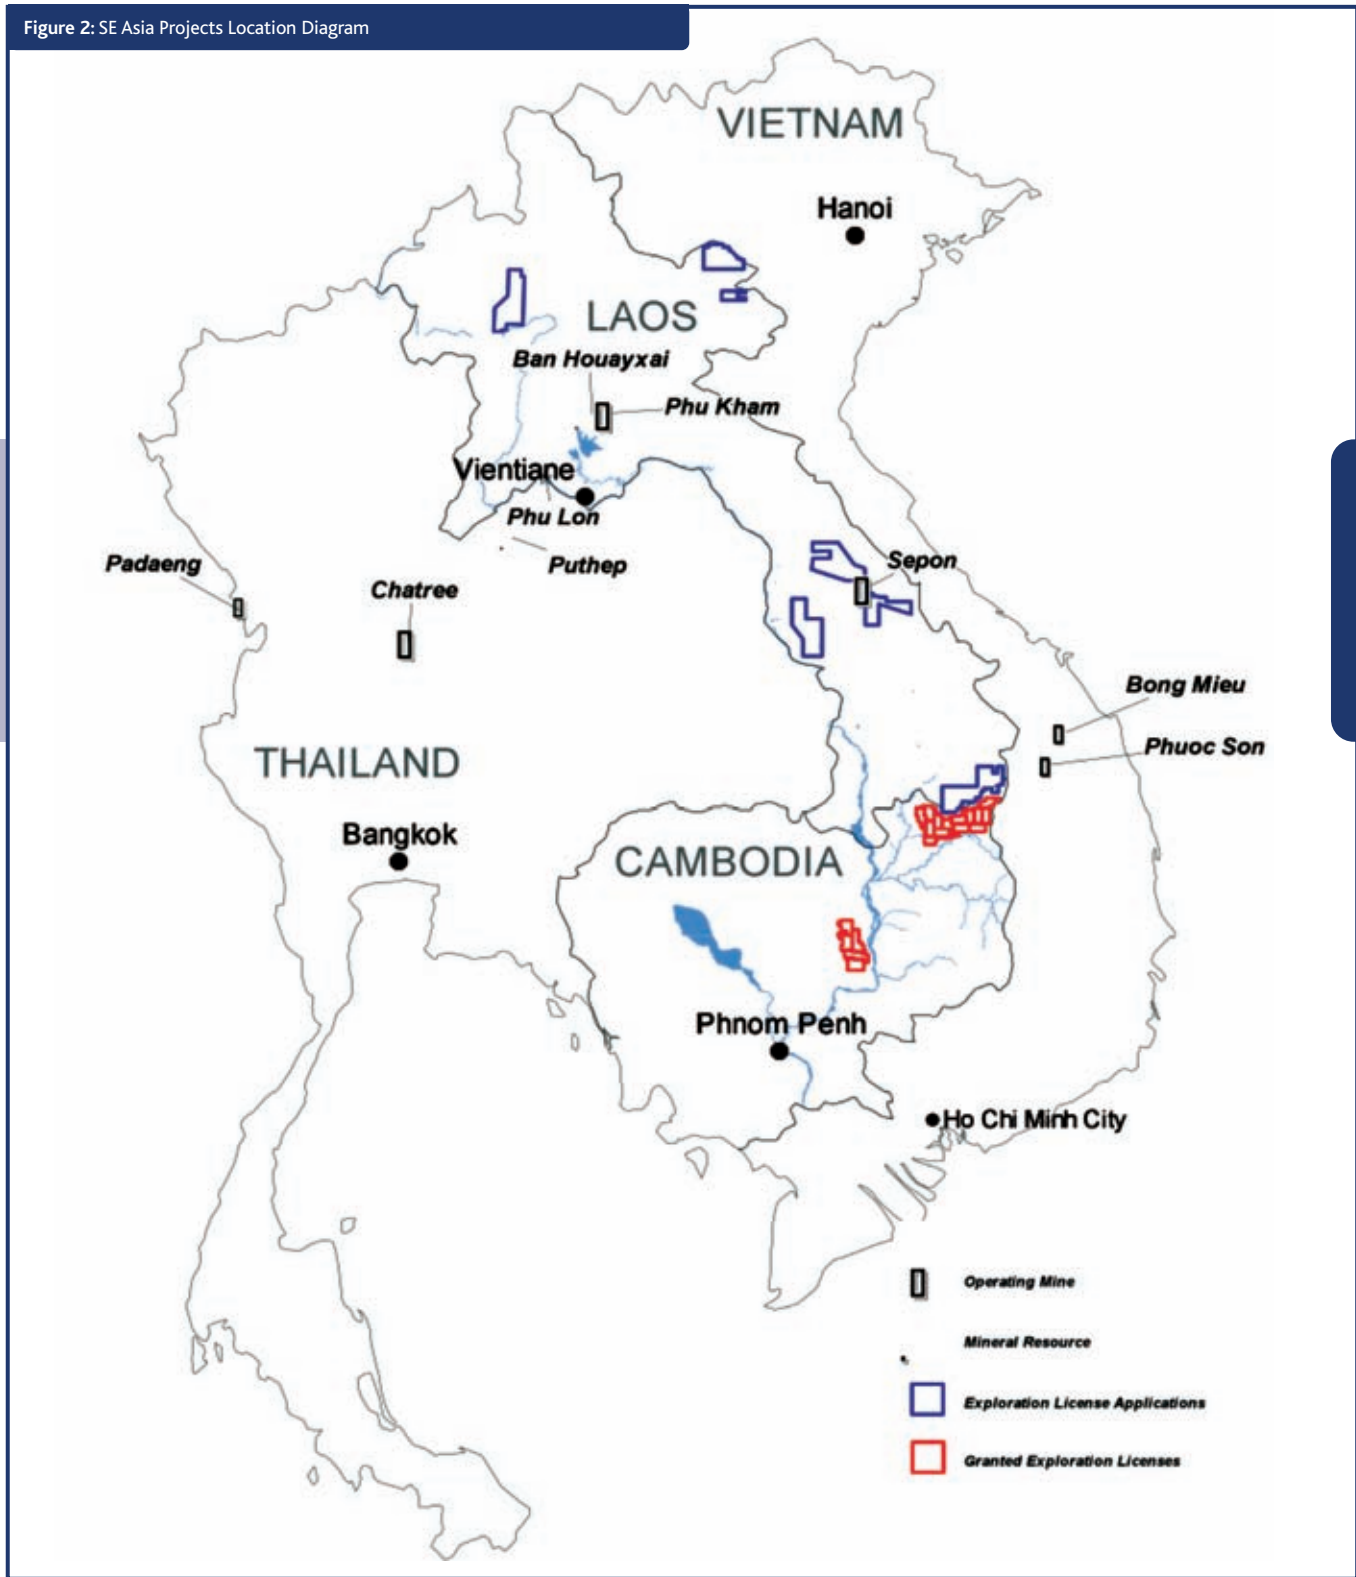 Figure 2: SE Asia Projects Location Diagram
VIETNAM
Hanoi
LAOS
Ban Houayxai
Phu Kham
Vientiane
Phu Lon
Puthep
Sepon
Padaeng
Chatree
Bong Mieu
Phuoc Son
THAILAND
Bangkok
CAMBODIA
Phnom Penh
Ho Chi Minh City
Operating Mine
Mineral Resource
Exploration License Applications
Granted Exploration Licenses